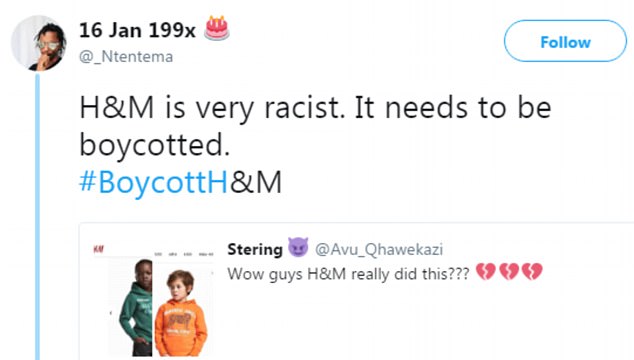 16 Jan 199x 🎂
Follow
@_Ntentema
H&M is very racist. It needs to be
boycotted.
#BoycottH&M
Stering 😈 @Avu_Qhawekazi
Wow guys H&M really did this??? 💔💔💔
H&M